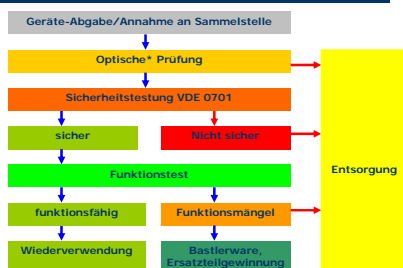 Geräte-Abgabe/Annahme an Sammelstelle
Optische* Prüfung
Sicherheitstestung VDE 0701
sicher
Nicht sicher
Entsorgung
Funktionstest
funktionsfähig
Funktionsmängel
Wiederverwendung
Bastlerware,
Ersatzteilgewinnung